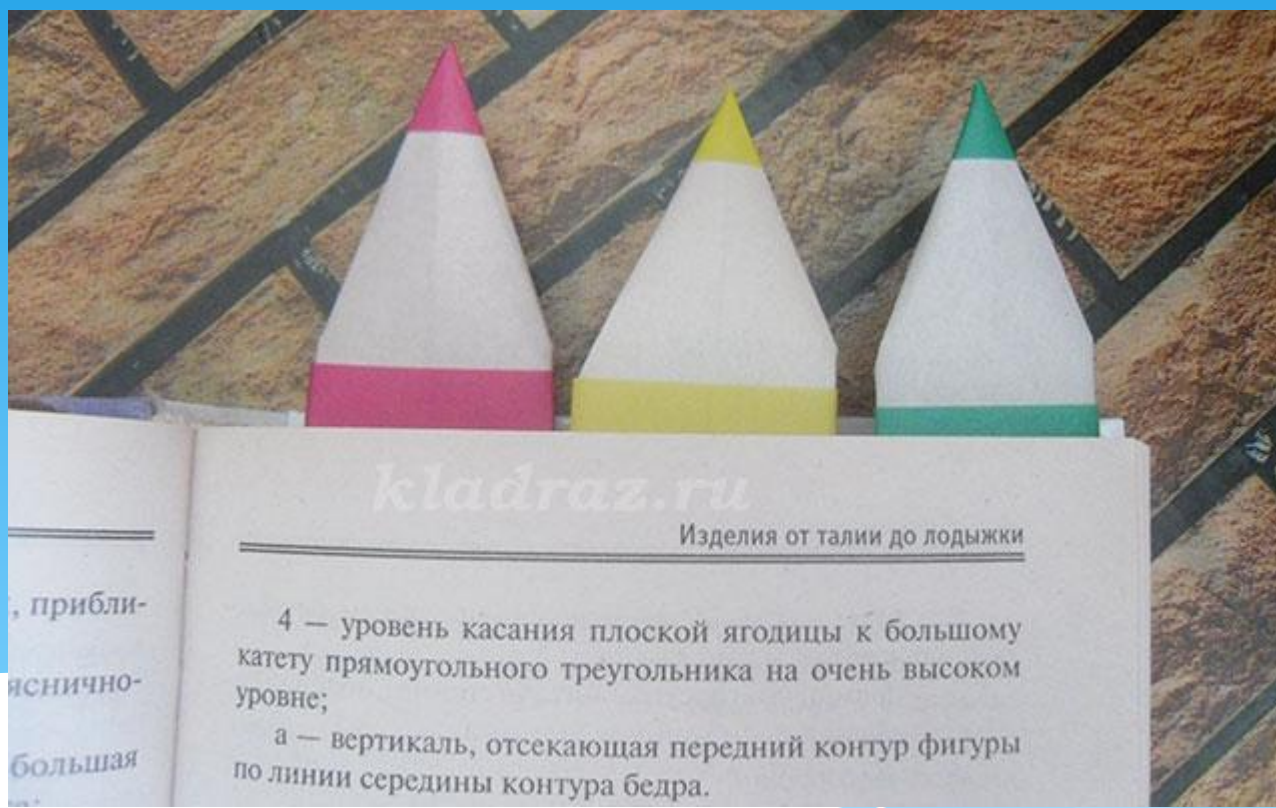 kladraz.ru
Изделия от талии до лодыжки
, прибли-
яснично-
большая
4 — уровень касания плоской ягодицы к большому
катету прямоугольного треугольника на очень высоком
уровне;
а — вертикаль, отсекающая передний контур фигуры
по линии середины контура бедра.